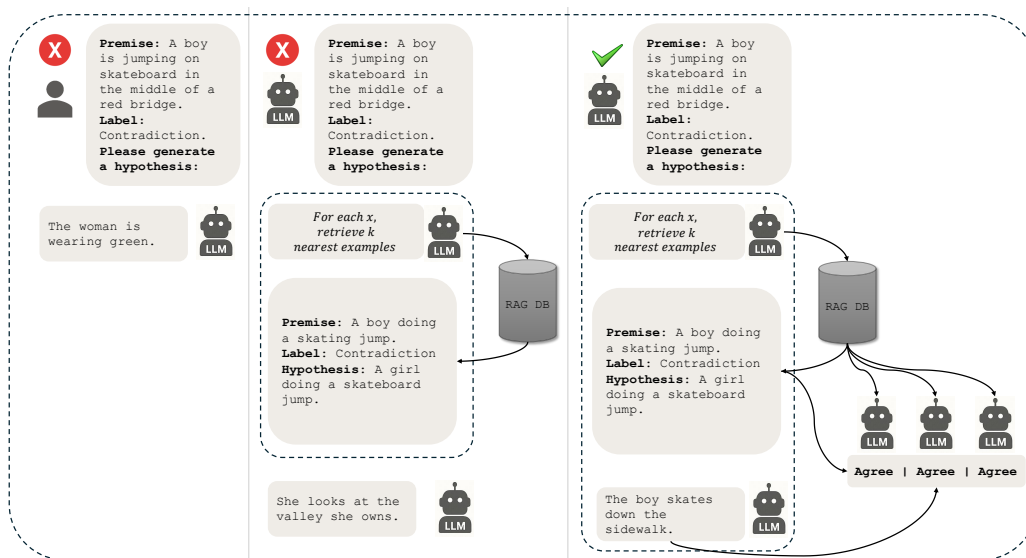 X
Premise: A boy
is jumping on
skateboard in
the middle of a
red bridge.
Label:
Contradiction.
Please generate
a hypothesis:
The woman is
wearing green.
LLM
X
LLM
Premise: A boy
is jumping on
skateboard in
the middle of a
red bridge.
Label:
Contradiction.
Please generate
a hypothesis:
For each x,
retrieve k
nearest examples
LLM
RAG DB
Premise: A boy doing
a skating jump.
Label: Contradiction
Hypothesis: A girl
doing a skateboard
jump.
She looks at the
valley she owns.
LLM
LLM
Premise: A boy
is jumping on
skateboard in
the middle of a
red bridge.
Label:
Contradiction.
Please generate
a hypothesis:
For each x,
retrieve k
nearest examples
LLM
RAG DB
Premise: A boy doing
a skating jump.
Label: Contradiction
Hypothesis: A girl
doing a skateboard
jump.
LLM
LLM
LLM
Agree | Agree | Agree
The boy skates
down the
sidewalk.
LLM